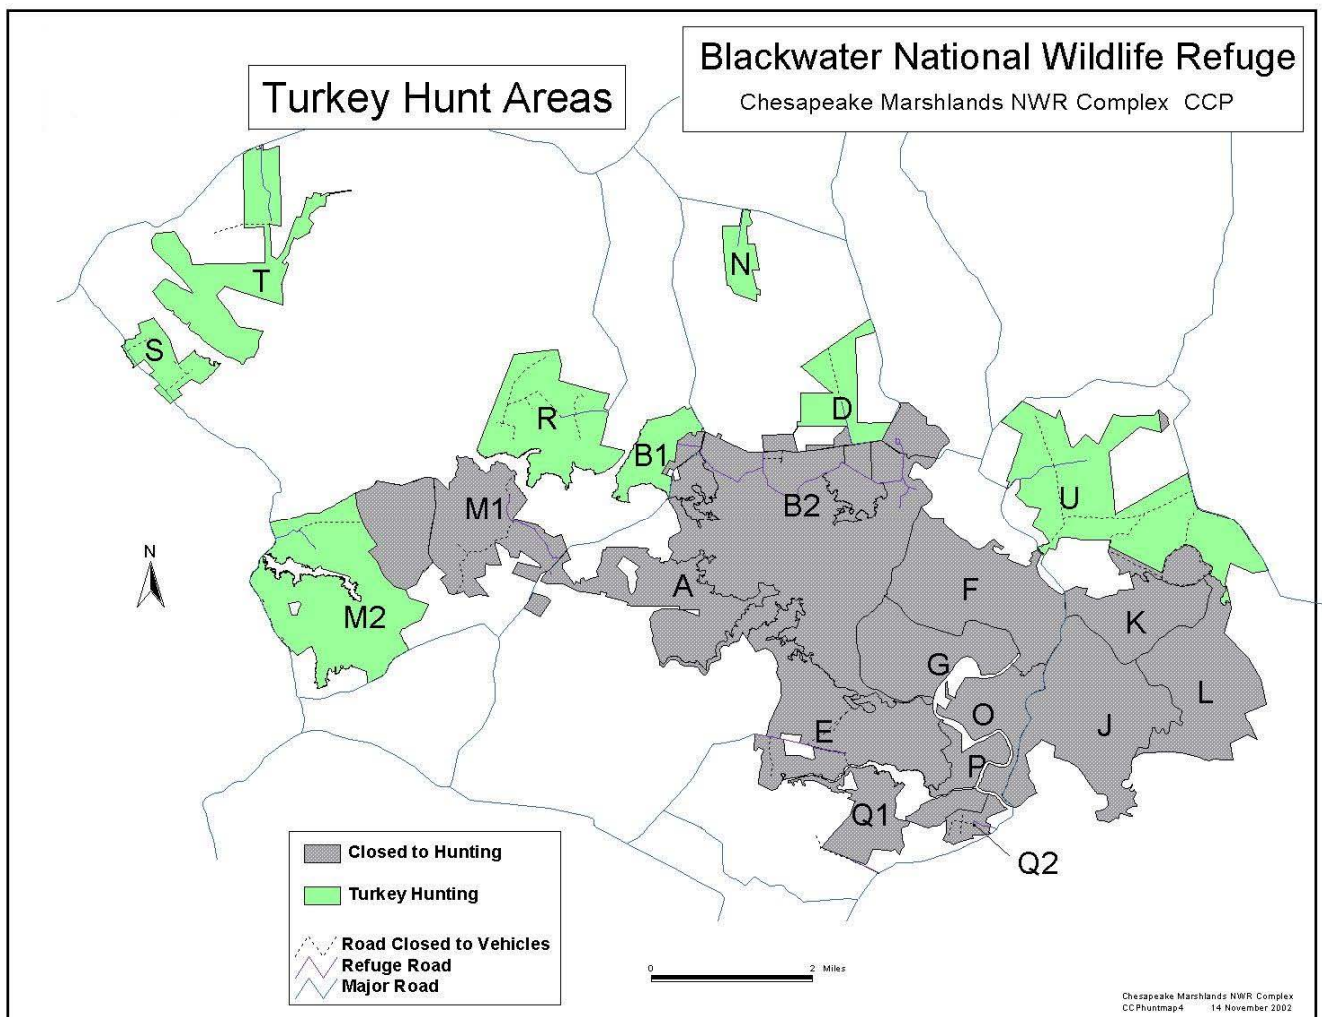 Blackwater National Wildlife Refuge
Chesapeake Marshlands NWR Complex CCP
Turkey Hunt Areas
T
N
S
R
D
B1
U
M1
B2
A
F
M2
K
G
L
O
J
E
P
Q1
Q2
N
Closed to Hunting
Turkey Hunting
Road Closed to Vehicles
Refuge Road
Major Road
0 2 Miles
Chesapeake Marshlands NWR Complex
CCPhuntmap4 14 November 2002